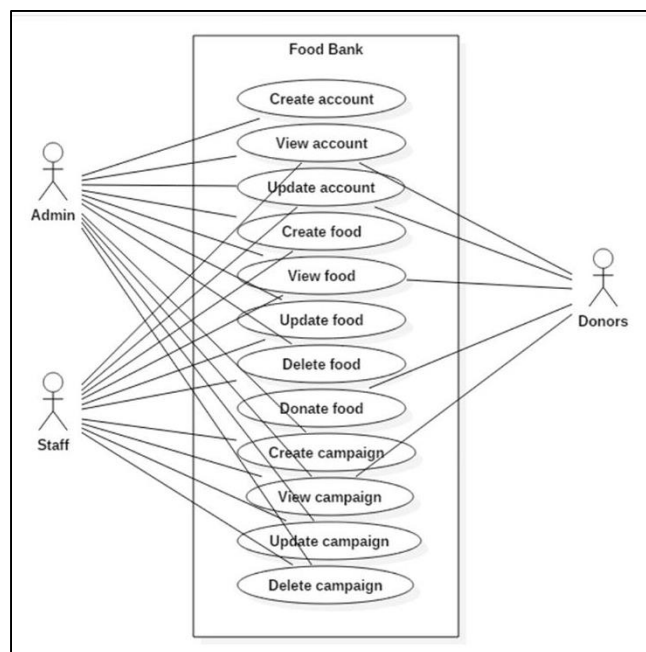 Food Bank
Create account
View account
Update account
Admin
Create food
View food
Donors
Update food
Delete food
Donate food
Staff
Create campaign
View campaign
Update campaign
Delete campaign